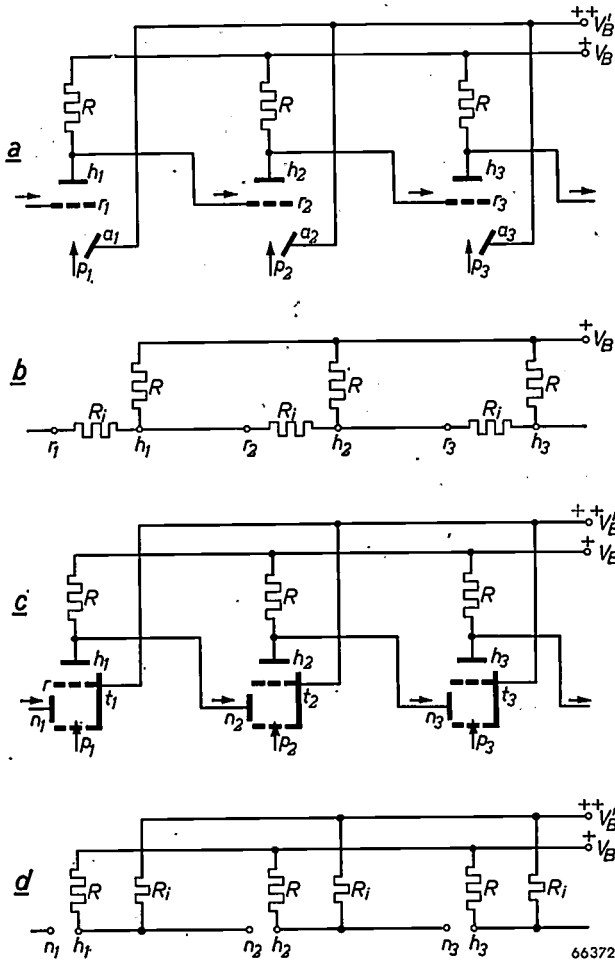 ++ V'B
+ VB
R R R
a
h1 h2 h3
r1 r2 r3
a1 a2 a3
p1 p2 p3
+ VB
b
R R R
Ri Ri Ri
r1 h1 r2 h2 r3 h3
++ V'B
+ VB
c
R R R
h1 h2 h3
r t1 t2 t3
n1 n2 n3
p1 p2 p3
++ V'B
+ VB
d
R Ri R Ri R Ri
n1 h1 n2 h2 n3 h3
66372